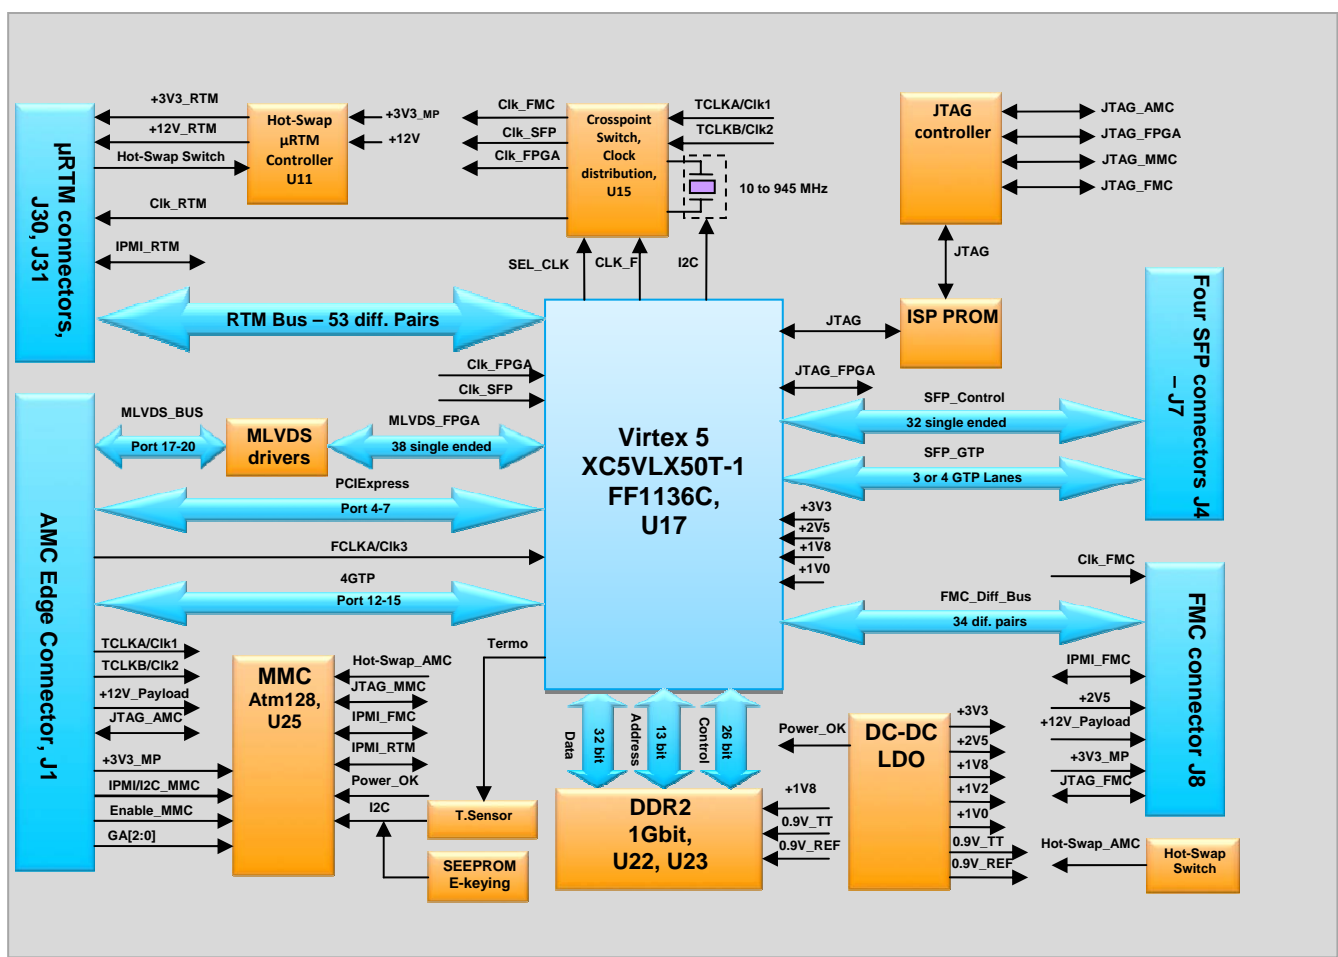 +3V3_RTM
+12V_RTM
Hot-Swap Switch
Clk_RTM
IPMI_RTM
µRTM connectors,
J30, J31
Hot-Swap
µRTM
Controller
U11
+3V3_MP
+12V
Clk_FMC
Clk_SFP
Clk_FPGA
Crosspoint
Switch,
Clock
distribution,
U15
TCLKA/Clk1
TCLKB/Clk2
10 to 945 MHz
SEL_CLK
CLK_F
I2C
JTAG
controller
JTAG_AMC
JTAG_FPGA
JTAG_MMC
JTAG_FMC
JTAG
ISP PROM
JTAG
JTAG_FPGA
RTM Bus – 53 diff. Pairs
Clk_FPGA
Clk_SFP
Virtex 5
XC5VLX50T-1
FF1136C,
U17
SFP_Control
32 single ended
SFP_GTP
3 or 4 GTP Lanes
Four SFP connectors J4
– J7
AMC Edge Connector, J1
MLVDS_BUS
Port 17-20
MLVDS
drivers
MLVDS_FPGA
38 single ended
PCIExpress
Port 4-7
FCLKA/Clk3
4GTP
Port 12-15
+3V3
+2V5
+1V8
+1V0
Clk_FMC
FMC_Diff_Bus
34 dif. pairs
FMC connector J8
IPMI_FMC
+2V5
+12V_Payload
+3V3_MP
JTAG_FMC
TCLKA/Clk1
TCLKB/Clk2
+12V_Payload
JTAG_AMC
+3V3_MP
IPMI/I2C_MMC
Enable_MMC
GA[2:0]
MMC
Atm128,
U25
Hot-Swap_AMC
JTAG_MMC
IPMI_FMC
IPMI_RTM
Power_OK
I2C
Termo
T.Sensor
SEEPROM
E-keying
Data
32 bit
Address
13 bit
Control
26 bit
DDR2
1Gbit,
U22, U23
+1V8
0.9V_TT
0.9V_REF
Power_OK
DC-DC
LDO
+3V3
+2V5
+1V8
+1V2
+1V0
0.9V_TT
0.9V_REF
Hot-Swap_AMC
Hot-Swap
Switch